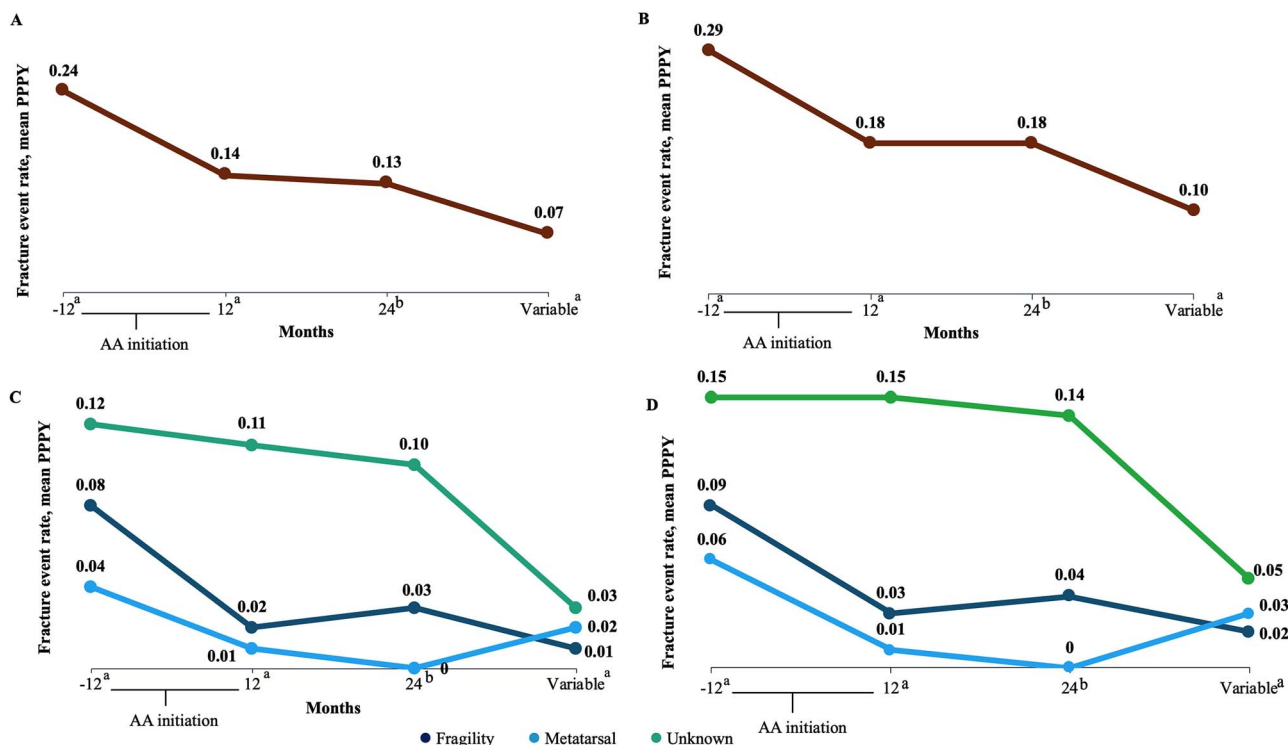 A
Fracture event rate, mean PPPY
0.24
0.14
0.13
0.07
-12a
12a
24b
Variablea
AA initiation
Months
B
Fracture event rate, mean PPPY
0.29
0.18
0.18
0.10
-12a
12a
24b
Variablea
AA initiation
Months
C
Fracture event rate, mean PPPY
0.12
0.11
0.10
0.03
0.08
0.02
0.03
0.01
0.04
0.01
0
0.02
-12a
12a
24b
Variablea
AA initiation
Months
D
Fracture event rate, mean PPPY
0.15
0.15
0.14
0.05
0.09
0.03
0.04
0.02
0.06
0.01
0
0.03
-12a
12a
24b
Variablea
AA initiation
Fragility Metatarsal Unknown